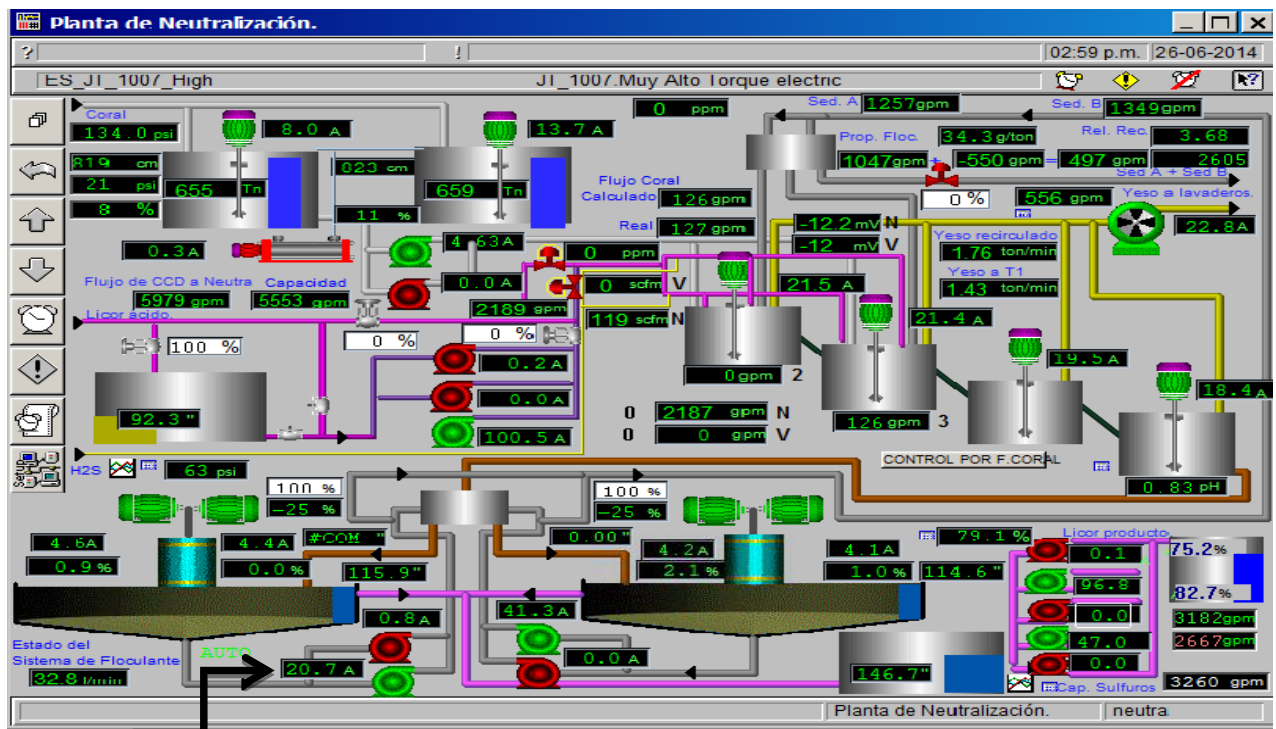 Planta de Neutralización.
? ! 02:59 p.m. 26-06-2014
ES_JT_1007_High JT_1007.Muy Alto Torque electric
Coral
134.0 psi
8.0 A
13.7 A
0 ppm
Sed. A 1257gpm
Sed. B 1349gpm
Prop. Floc. 34.3g/ton
Rel. Rec. 3.68
819 cm
023 cm
1047gpm + -550 gpm = 497 gpm 2605
Sed A + Sed B
21 psi
655 Tn
659 Tn
Flujo Coral
Calculado 126gpm
0 % 556 gpm
Yeso a lavaderos.
8 %
11 %
Real 127 gpm
-12.2 mV N
22.8A
0.3 A
4.63A
0 ppm
-12 mV V
Yeso recirculado
1.76 ton/min
Yeso a T1
1.43 ton/min
Flujo de CCD a Neutra Capacidad
5979 gpm 5553 gpm
0.0 A
0 scfm V
21.5 A
Licor ácido.
2189 gpm
119 scfm N
21.4 A
100 %
0 %
0 %
0.2 A
19.5 A
0gpm 2
0.0 A
18.4A
92.3"
0 2187 gpm N
126 gpm 3
100.5 A
0 0 gpm V
CONTROL POR F.CORAL
H2S 63 psi
0.83 pH
Setup
100 %
-25 %
100 %
-25 %
4.6A
4.4A
#COM "
0.00"
4.2A
4.1A
79.1 %
Licor producto
0.1
75.2%
0.9 %
0.0 %
115.9"
2.1 %
1.0 %
114.6"
96.8
82.7%
0.8A
41.3A
0.0
3182gpm
Estado del
Sistema de Floculante
AUTO
47.0
2667gpm
32.8 l/min
20.7 A
0.0 A
146.7"
0.0
Cap. Sulfuros 3260 gpm
Planta de Neutralización. neutra